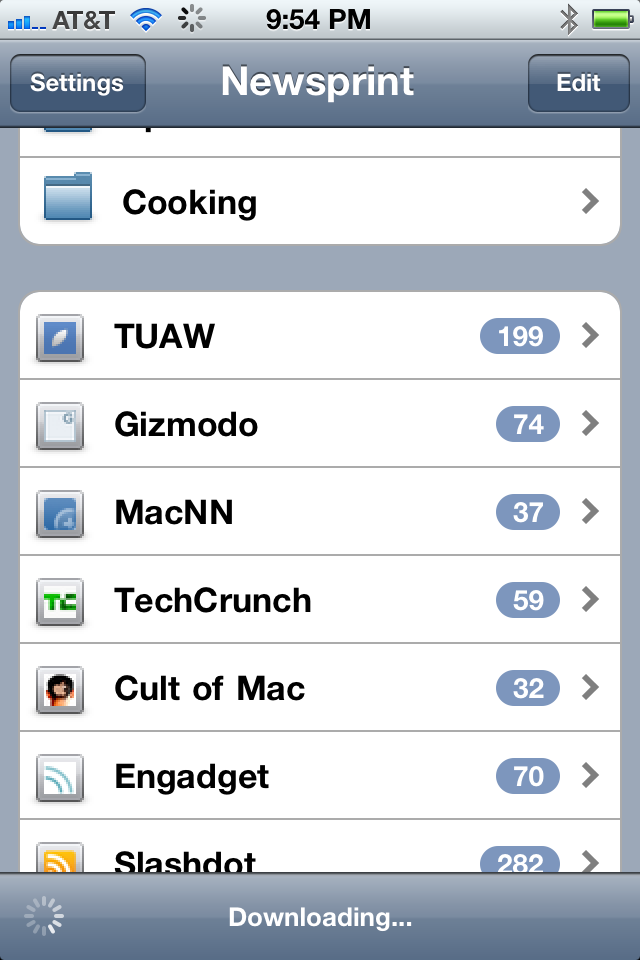 AT&T 9:54 PM
Settings Newsprint Edit
Cooking
TUAW 199
Gizmodo 74
MacNN 37
TechCrunch 59
Cult of Mac 32
Engadget 70
Slashdot 282
Downloading...